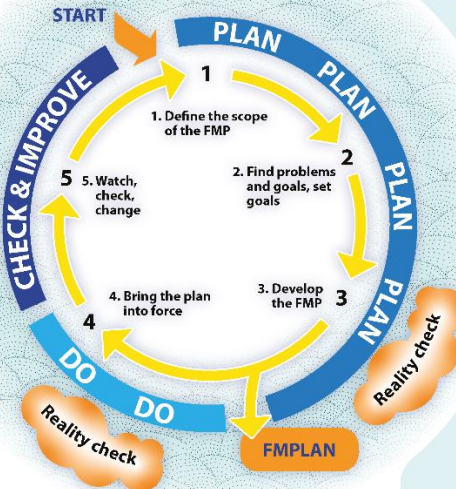 START
PLAN
PLAN
PLAN
PLAN
1
1. Define the scope
of the FMP
2
2. Find problems
and goals, set
goals
3
3. Develop
the FMP
Reality check
FMPLAN
DO
DO
Reality check
4
4. Bring the plan
into force
CHECK & IMPROVE
5
5. Watch,
check,
change